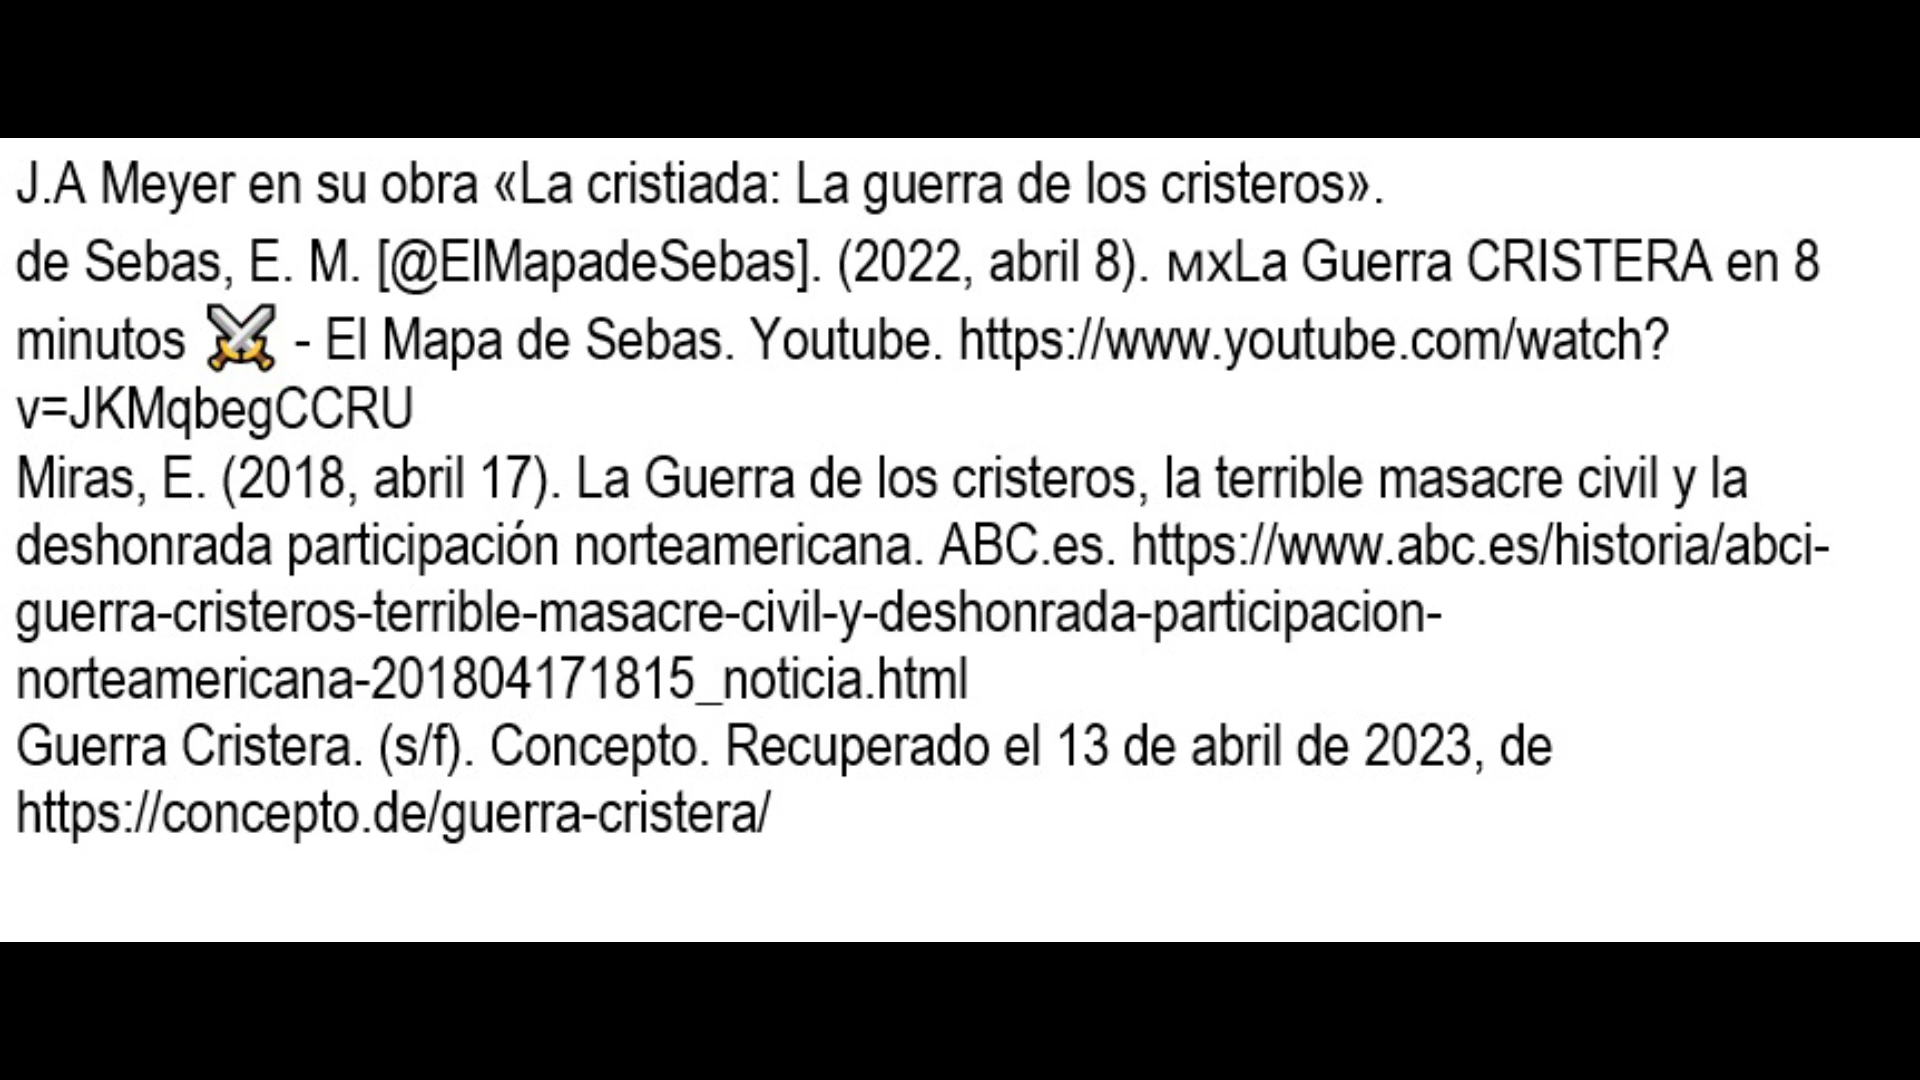 J.A Meyer en su obra «La cristiada: La guerra de los cristeros».
de Sebas, E. M. [@ElMapadeSebas]. (2022, abril 8). ᴍxLa Guerra CRISTERA en 8
minutos ⚔️ - El Mapa de Sebas. Youtube. https://www.youtube.com/watch?
v=JKMqbegCCRU
Miras, E. (2018, abril 17). La Guerra de los cristeros, la terrible masacre civil y la
deshonrada participación norteamericana. ABC.es. https://www.abc.es/historia/abci-
guerra-cristeros-terrible-masacre-civil-y-deshonrada-participacion-
norteamericana-201804171815_noticia.html
Guerra Cristera. (s/f). Concepto. Recuperado el 13 de abril de 2023, de
https://concepto.de/guerra-cristera/